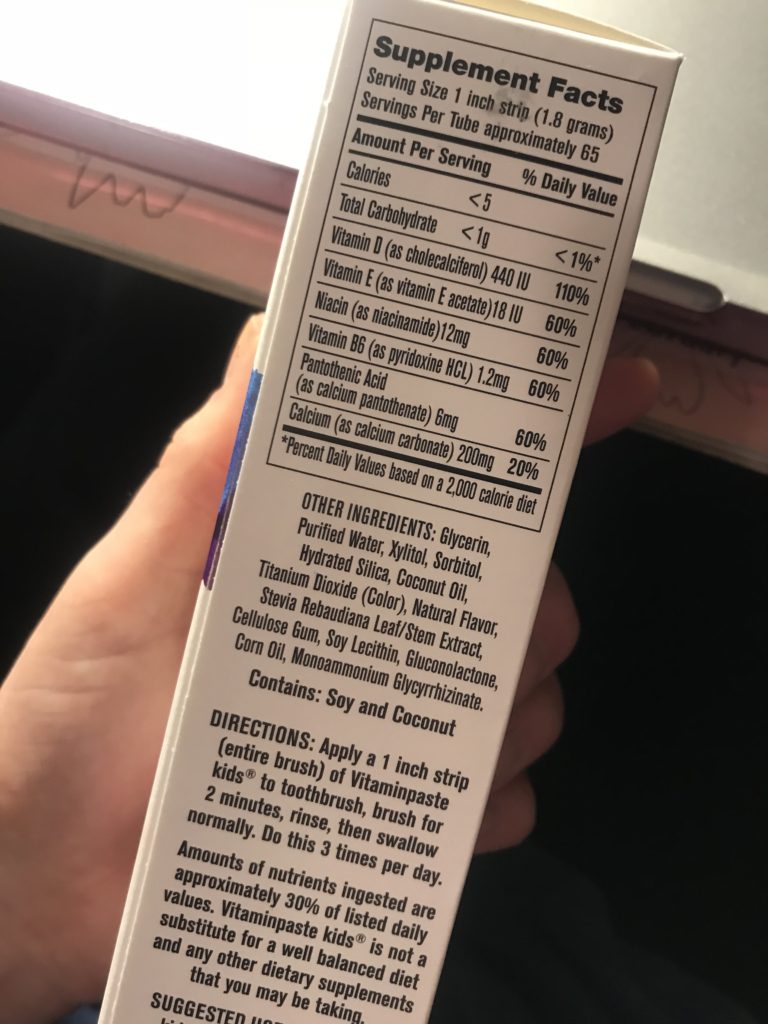 Supplement Facts
Serving Size 1 inch strip (1.8 grams)
Servings Per Tube approximately 65
Amount Per Serving % Daily Value
Calories <5
Total Carbohydrate <1g <1%*
Vitamin D (as cholecalciferol) 440 IU 110%
Vitamin E (as vitamin E acetate) 18 IU 60%
Niacin (as niacinamide) 12mg 60%
Vitamin B6 (as pyridoxine HCL) 1.2mg 60%
Pantothenic Acid
(as calcium pantothenate) 6mg 60%
Calcium (as calcium carbonate) 200mg 20%
*Percent Daily Values based on a 2,000 calorie diet
OTHER INGREDIENTS: Glycerin,
Purified Water, Xylitol, Sorbitol,
Hydrated Silica, Coconut Oil,
Titanium Dioxide (Color), Natural Flavor,
Stevia Rebaudiana Leaf/Stem Extract,
Cellulose Gum, Soy Lecithin, Gluconolactone,
Corn Oil, Monoammonium Glycyrrhizinate.
Contains: Soy and Coconut
DIRECTIONS: Apply a 1 inch strip
(entire brush) of Vitaminpaste
kids® to toothbrush, brush for
2 minutes, rinse, then swallow
normally. Do this 3 times per day.
Amounts of nutrients ingested are
approximately 30% of listed daily
values. Vitaminpaste kids® is not a
substitute for a well balanced diet
and any other dietary supplements
that you may be taking.
SUGGESTED